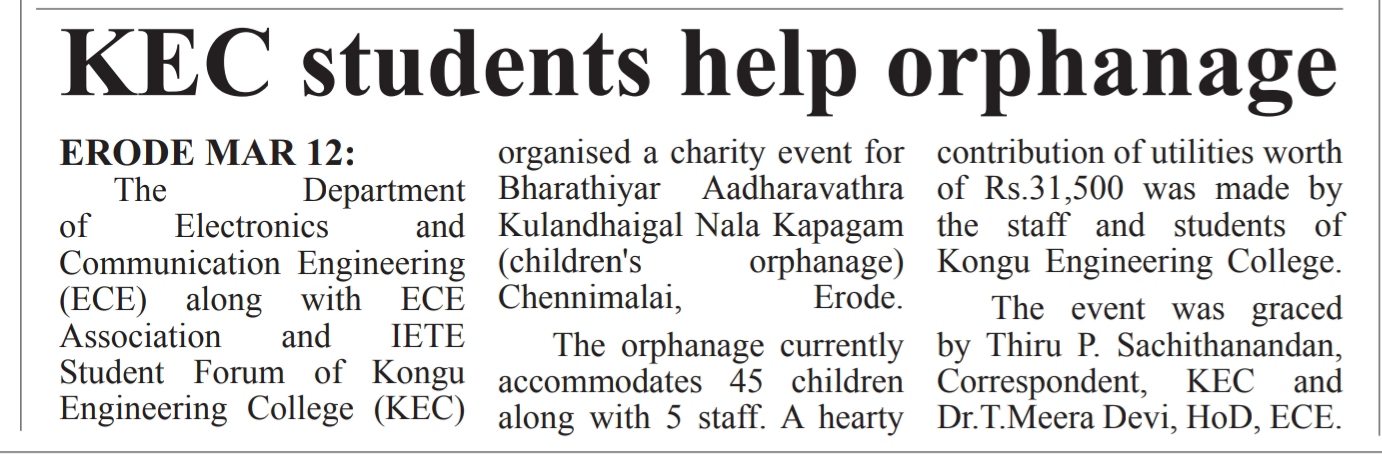 KEC students help orphanage
ERODE MAR 12:
The Department
of Electronics and
Communication Engineering
(ECE) along with ECE
Association and IETE
Student Forum of Kongu
Engineering College (KEC)
organised a charity event for
Bharathiyar Aadharavathra
Kulandhaigal Nala Kapagam
(children's orphanage)
Chennimalai, Erode.
The orphanage currently
accommodates 45 children
along with 5 staff. A hearty
contribution of utilities worth
of Rs.31,500 was made by
the staff and students of
Kongu Engineering College.
The event was graced
by Thiru P. Sachithanandan,
Correspondent, KEC and
Dr.T.Meera Devi, HoD, ECE.